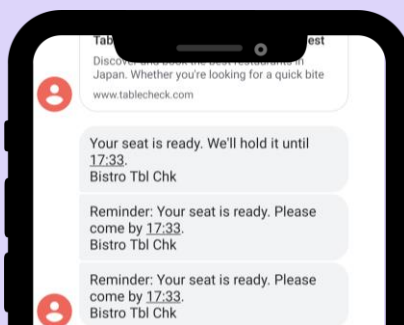 Tab est
Discover and book the best restaurants in
Japan. Whether you're looking for a quick bite
www.tablecheck.com
Your seat is ready. We'll hold it until
17:33.
Bistro Tbl Chk
Reminder: Your seat is ready. Please
come by 17:33.
Bistro Tbl Chk
Reminder: Your seat is ready. Please
come by 17:33.
Bistro Tbl Chk